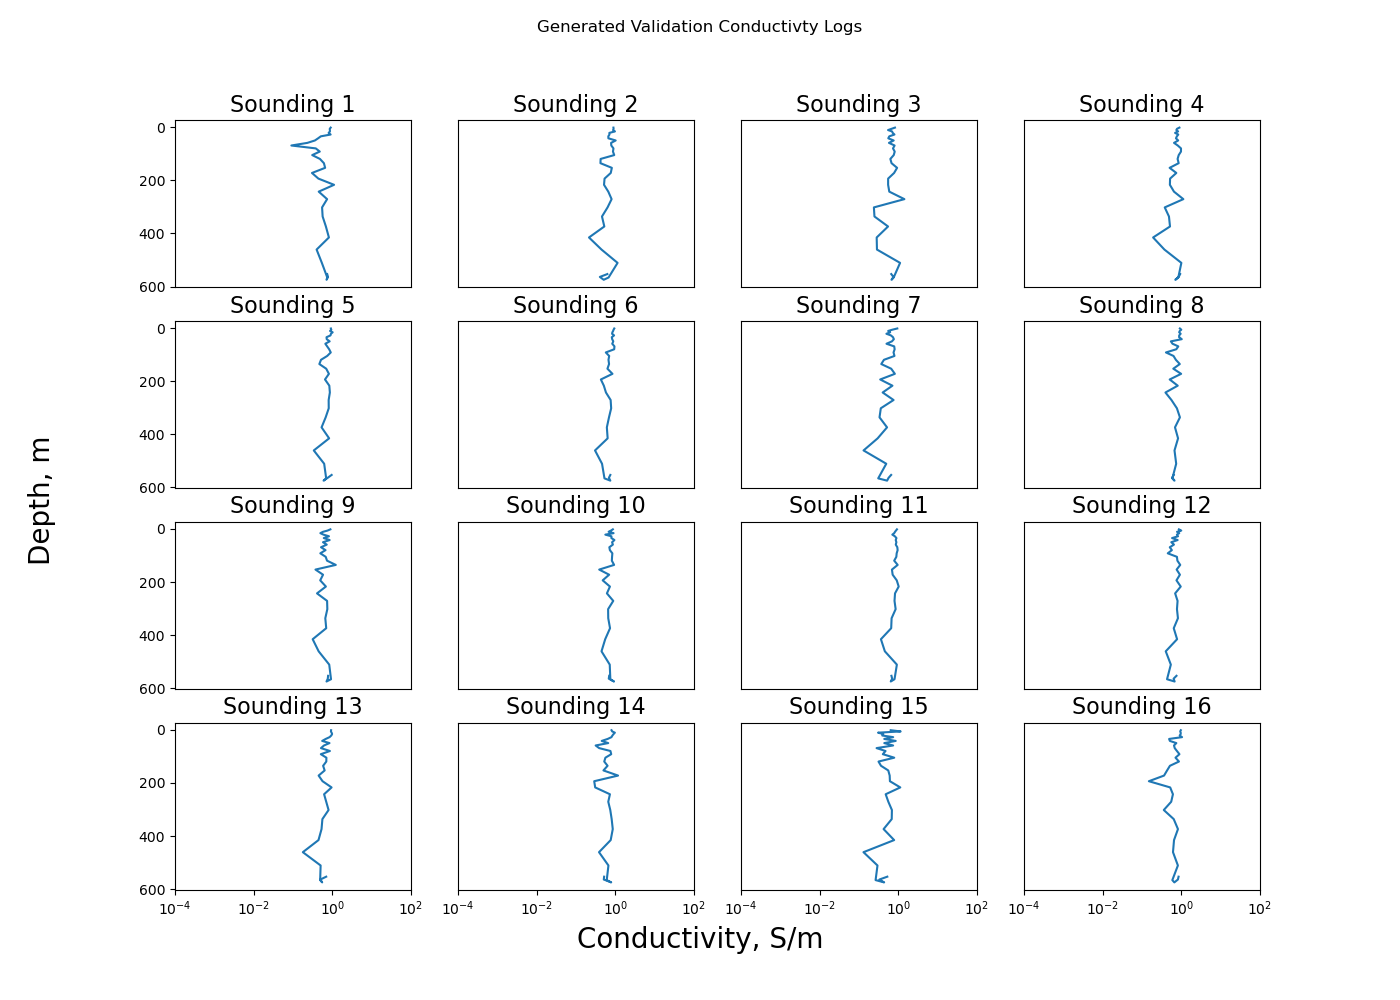 Generated Validation Conductivty Logs
Sounding 1 Sounding 2 Sounding 3 Sounding 4
0
200
400
600
Sounding 5 Sounding 6 Sounding 7 Sounding 8
0
200
400
600
Sounding 9 Sounding 10 Sounding 11 Sounding 12
0
200
400
600
Sounding 13 Sounding 14 Sounding 15 Sounding 16
0
200
400
600
10⁻⁴ 10⁻² 10⁰ 10² 10⁻⁴ 10⁻² 10⁰ 10² 10⁻⁴ 10⁻² 10⁰ 10² 10⁻⁴ 10⁻² 10⁰ 10²
Depth, m
Conductivity, S/m